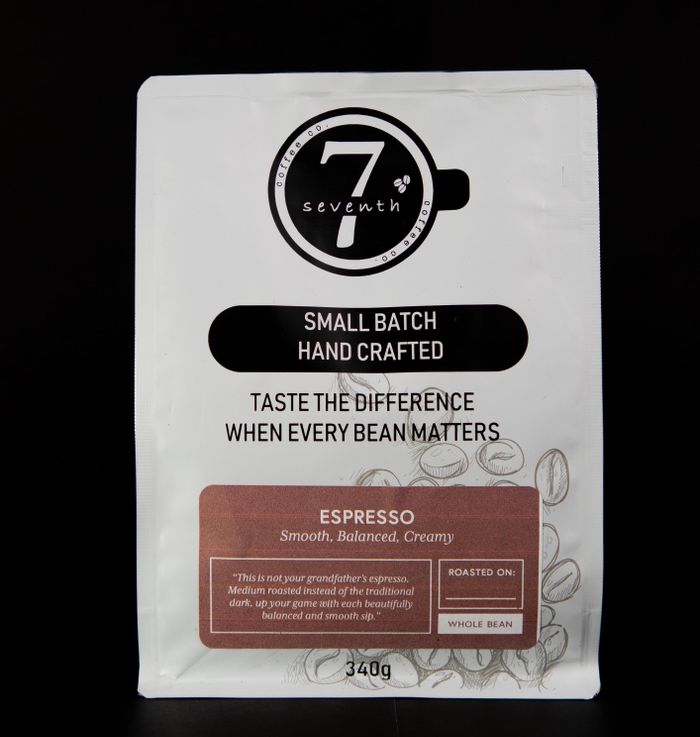 coffee co.
7
seventh
coffee co.
SMALL BATCH
HAND CRAFTED
TASTE THE DIFFERENCE
WHEN EVERY BEAN MATTERS
ESPRESSO
Smooth, Balanced, Creamy
"This is not your grandfather's espresso.
Medium roasted instead of the traditional
dark, up your game with each beautifully
balanced and smooth sip."
ROASTED ON:
WHOLE BEAN
340g